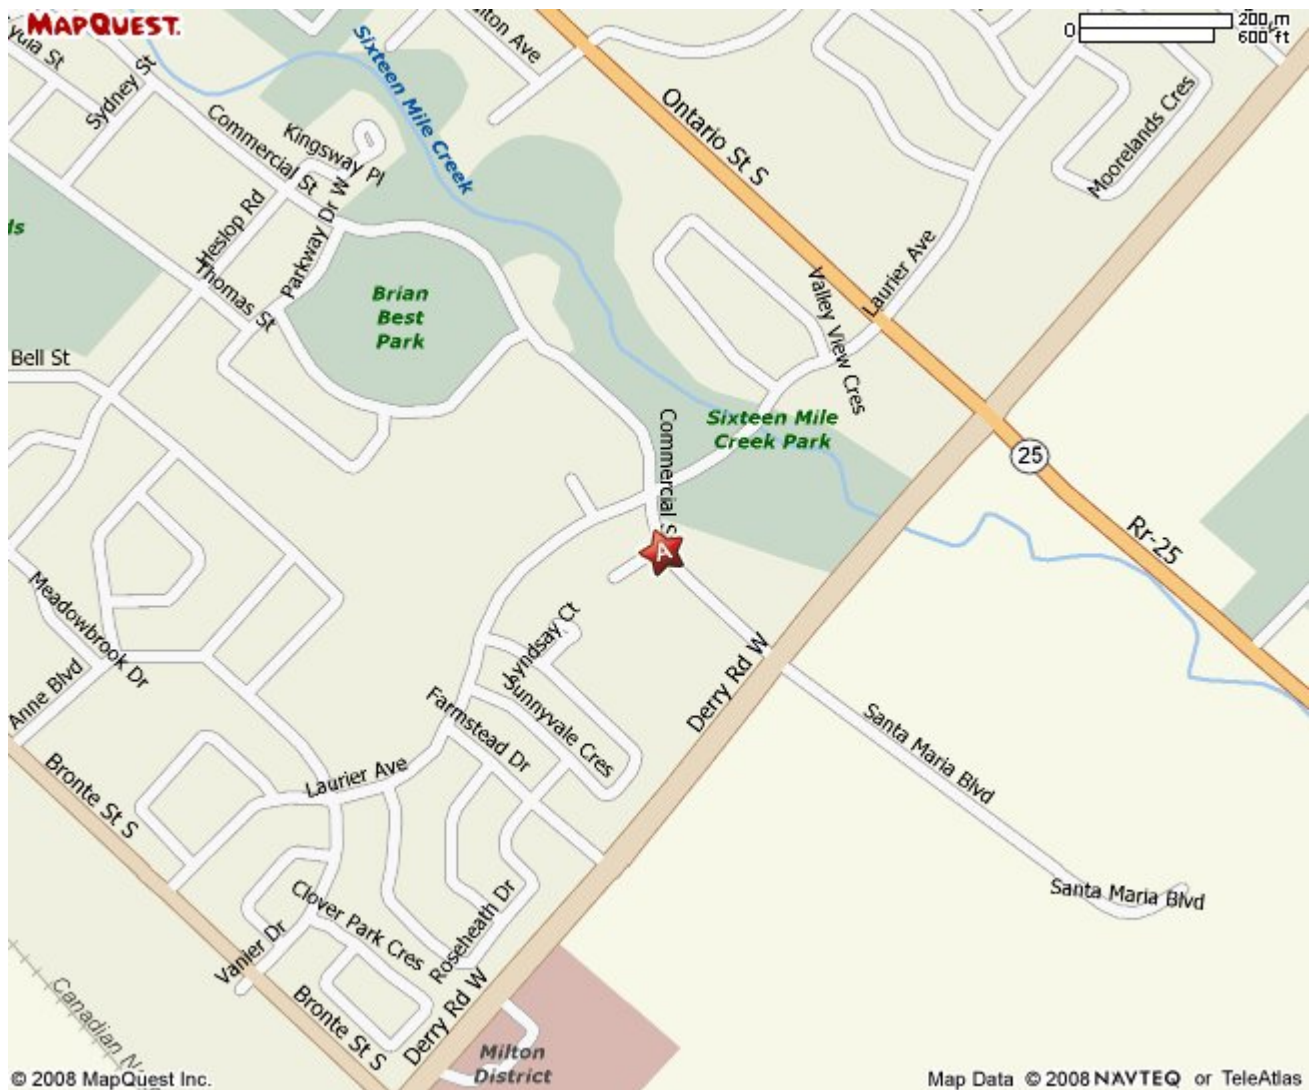 MAPQUEST.
0
200 m
600 ft
Sydney St
Commercial St
Kingsway Pl
Sixteen Mile Creek
Ontario St S
Moorelands Cres
Heslop Rd
Parkway Dr W
Thomas St
Brian
Best
Park
Valley View Cres
Laurier Ave
Bell St
Commercial S
Sixteen Mile
Creek Park
25
Rr-25
A
Meadowbrook Dr
Anne Blvd
Lyndsay Ct
Sunnyvale Cres
Farmstead Dr
Derry Rd W
Santa Maria Blvd
Bronte St S
Laurier Ave
Santa Maria Blvd
Clover Park Cres
Roseheath Dr
Vanier Dr
Bronte St S
Derry Rd W
Milton
District
© 2008 MapQuest Inc.
Map Data © 2008 NAVTEQ or TeleAtlas